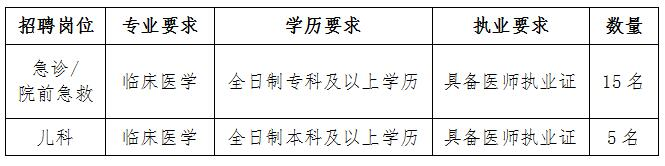 招聘岗位 专业要求 学历要求 执业要求 数量
急诊/
院前急救 临床医学 全日制专科及以上学历 具备医师执业证 15 名
儿科 临床医学 全日制本科及以上学历 具备医师执业证 5 名